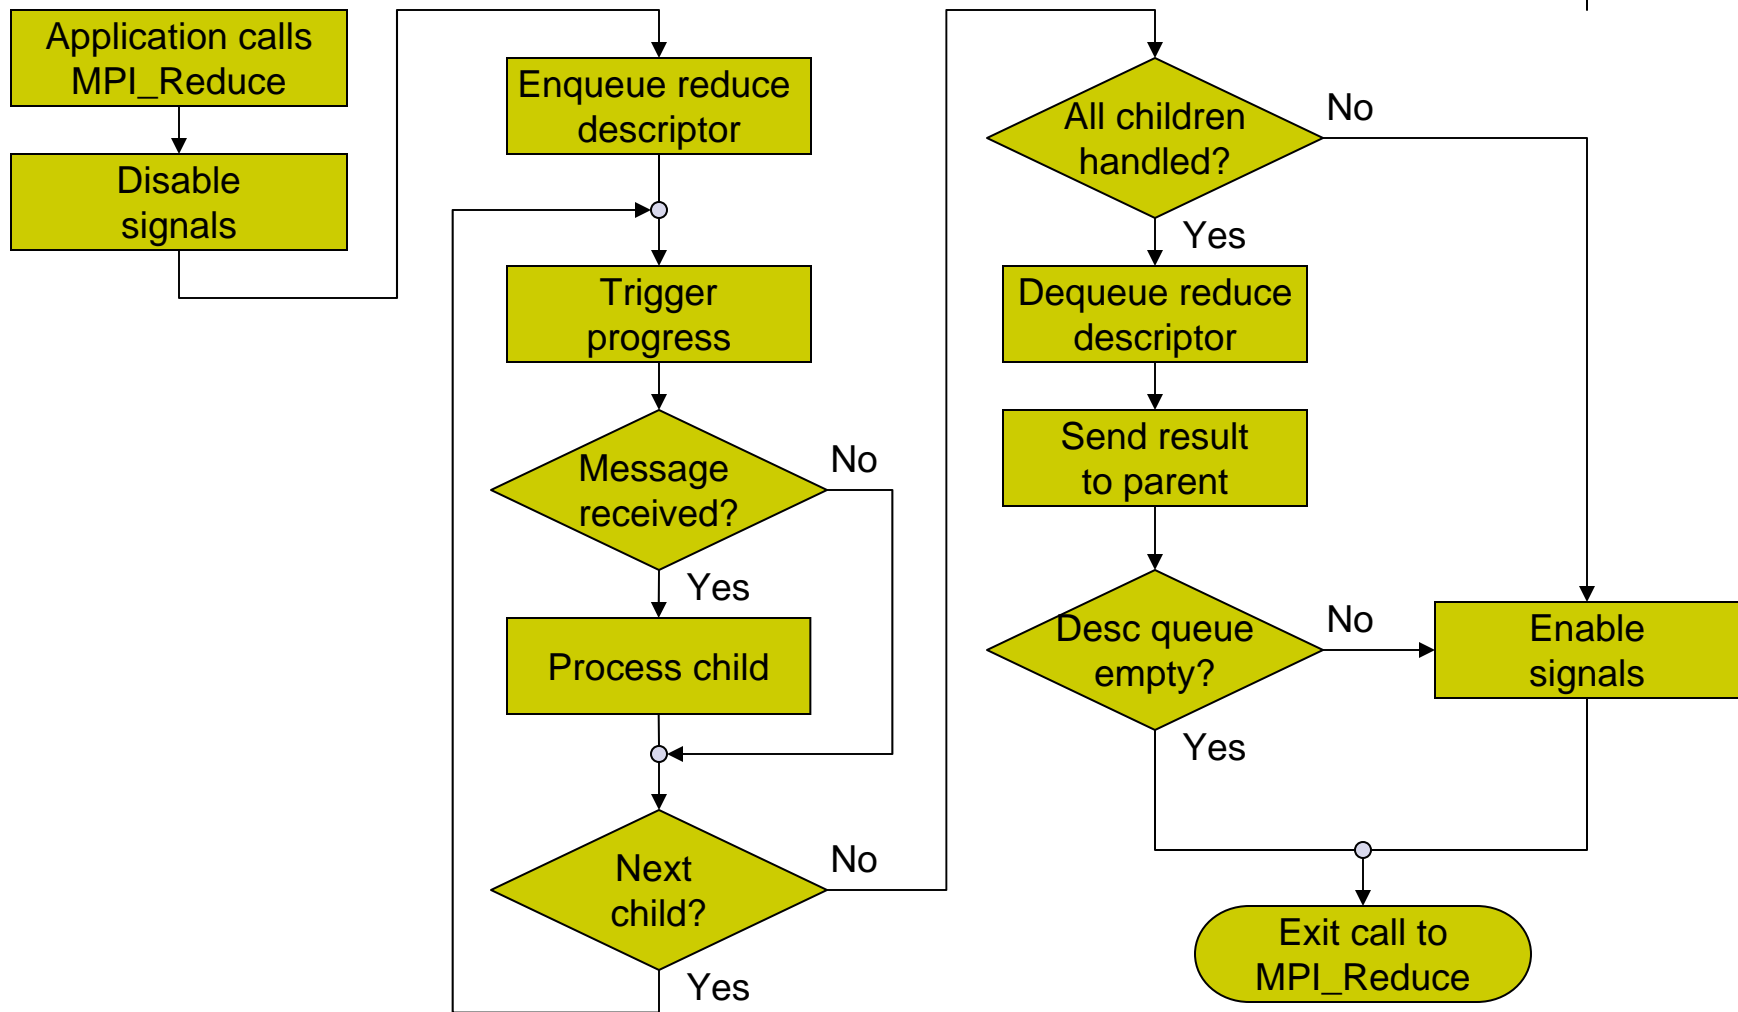 Application calls
MPI_Reduce
Disable
signals
Enqueue reduce
descriptor
Trigger
progress
Message
received?
No
Yes
Process child
Next
child?
No
Yes
All children
handled?
No
Yes
Dequeue reduce
descriptor
Send result
to parent
Desc queue
empty?
No
Yes
Enable
signals
Exit call to
MPI_Reduce